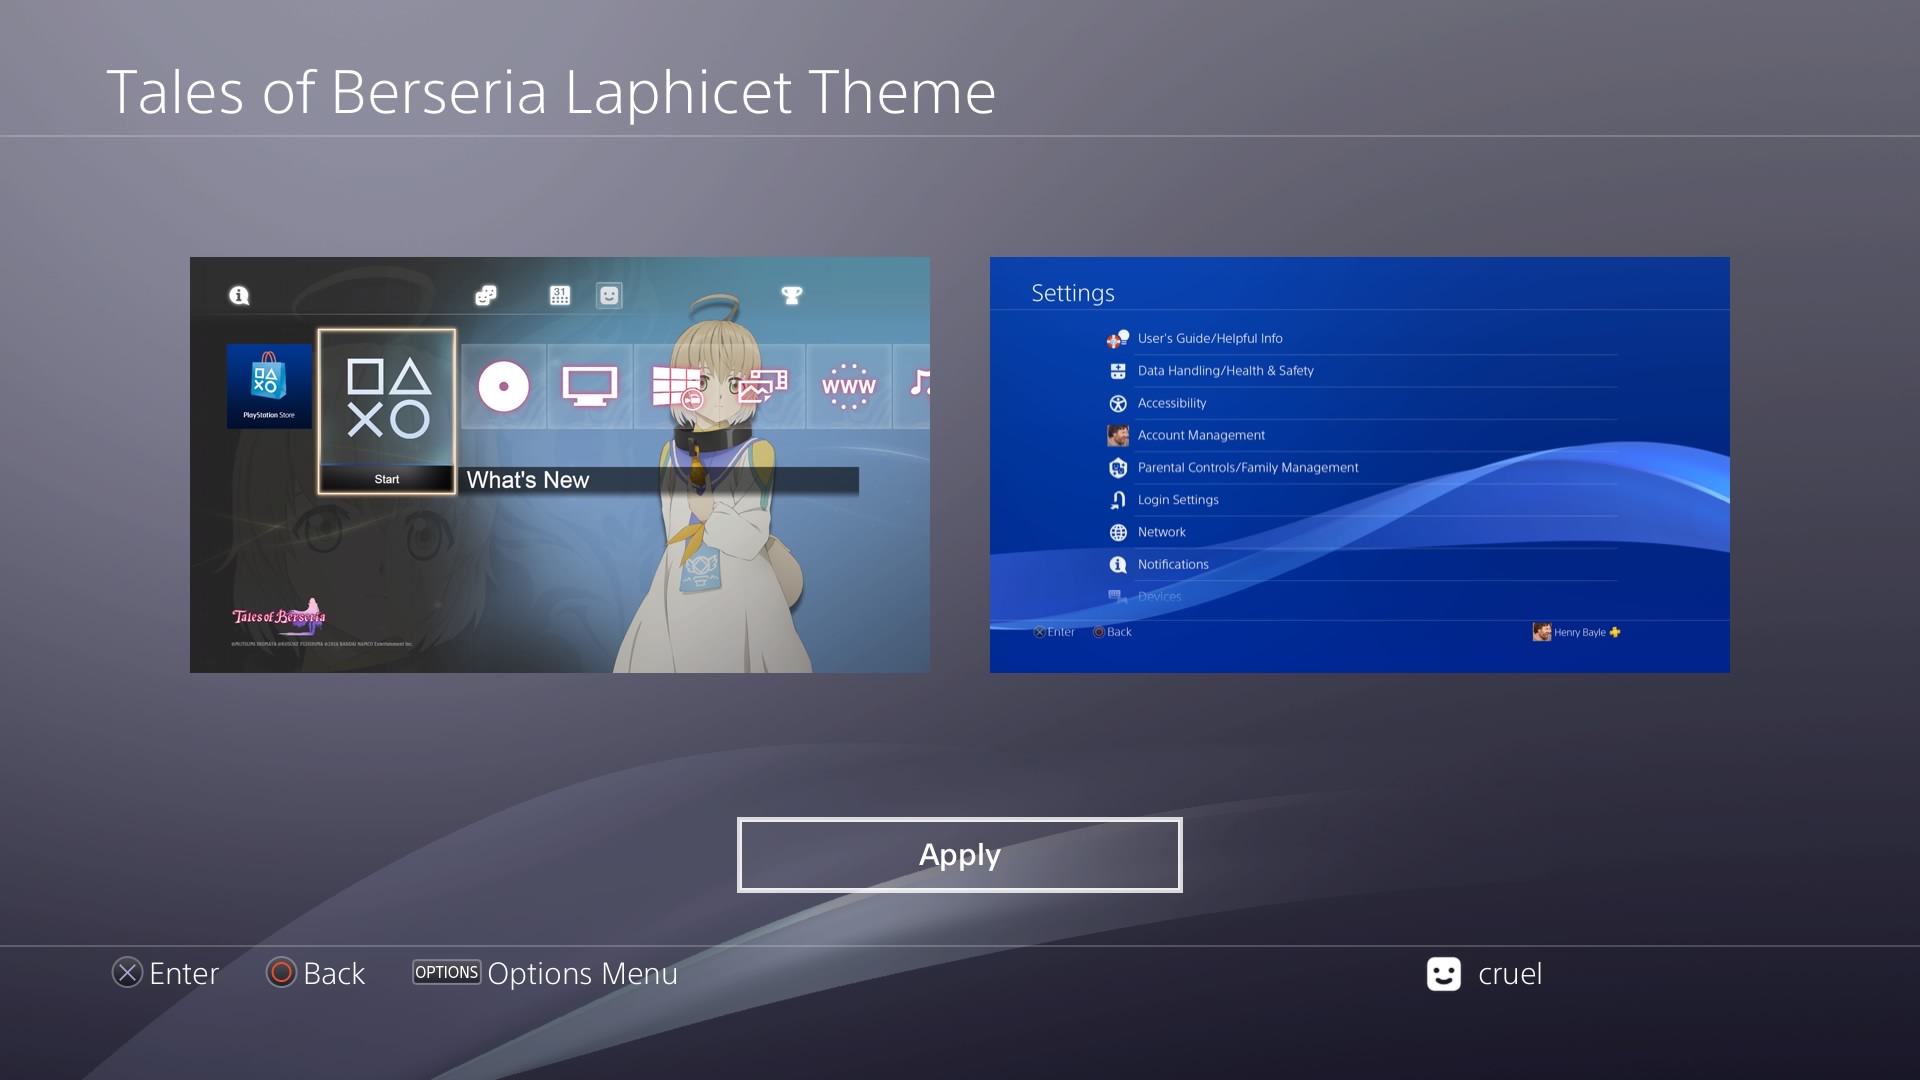 Tales of Berseria Laphicet Theme
31
PlayStation Store
WWW
Start
What's New
Tales of Berseria
Settings
User's Guide/Helpful Info
Data Handling/Health & Safety
Accessibility
Account Management
Parental Controls/Family Management
Login Settings
Network
Notifications
Devices
Enter
Back
Henry Bayle
Apply
Enter
Back
OPTIONS Options Menu
cruel